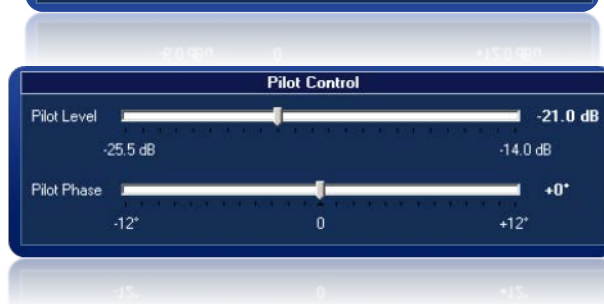 Pilot Control
Pilot Level -21.0 dB
-25.5 dB -14.0 dB
Pilot Phase +0°
-12° 0 +12°